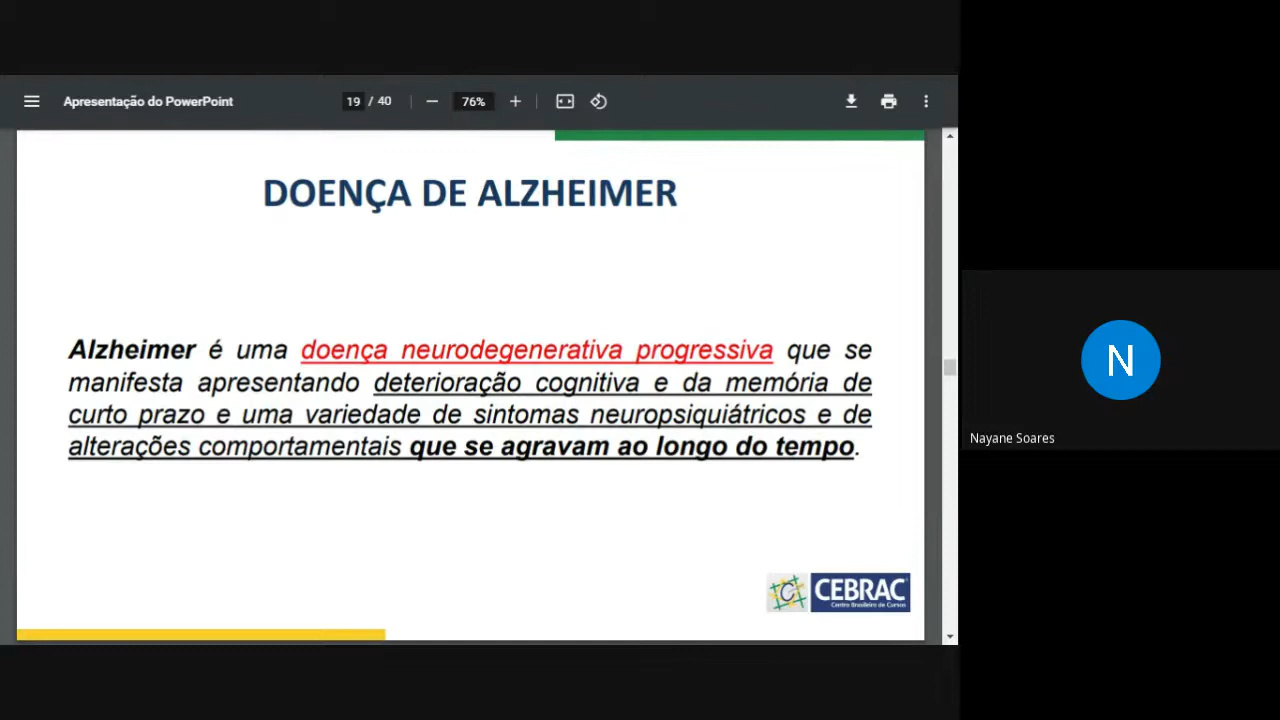 Apresentação do PowerPoint
19 / 40
76%
DOENÇA DE ALZHEIMER
Alzheimer é uma doença neurodegenerativa progressiva que se
manifesta apresentando deterioração cognitiva e da memória de
curto prazo e uma variedade de sintomas neuropsiquiátricos e de
alterações comportamentais que se agravam ao longo do tempo.
C CEBRAC
Centro Brasileiro de Cursos
N
Nayane Soares